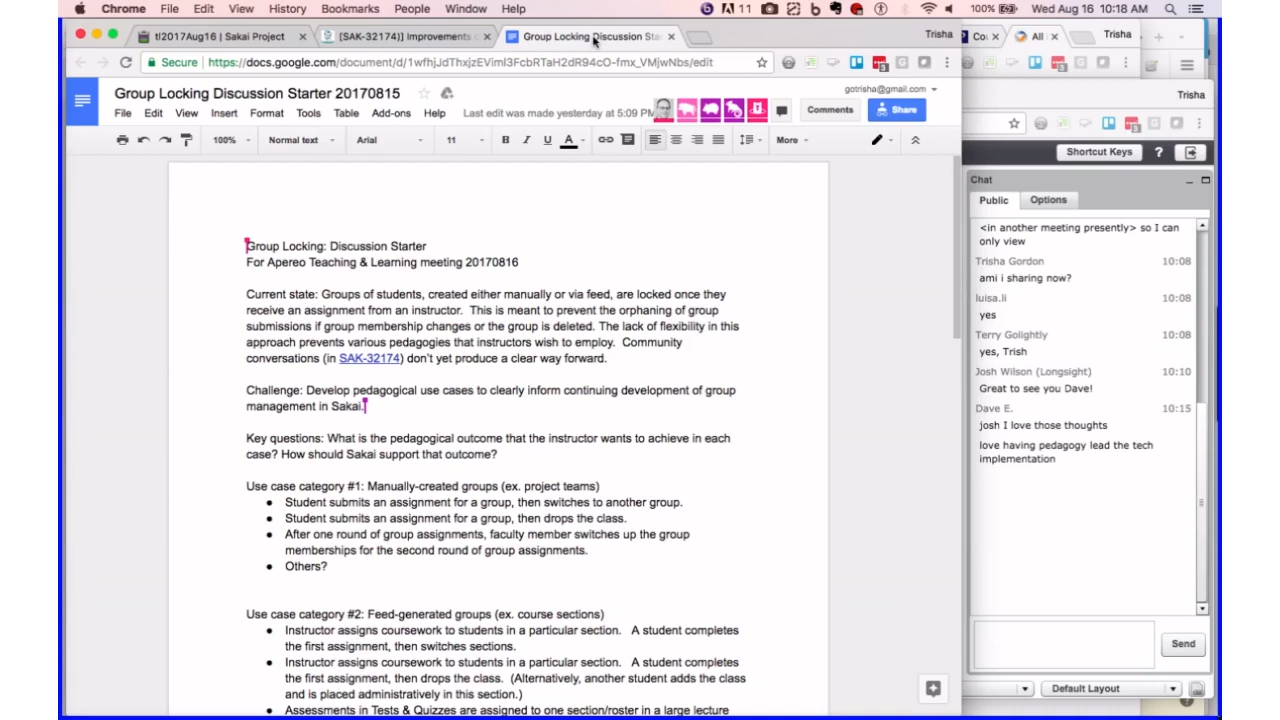 Chrome File Edit View History Bookmarks People Window Help 11 100% Wed Aug 16 10:18 AM
tl2017Aug16 | Sakai Project [SAK-32174)] Improvements Group Locking Discussion Star Trisha Co All Trisha
Secure https://docs.google.com/document/d/
Group Locking Discussion Starter 20170815 gotrisha@gmail.com Trisha
File Edit View Insert Format Tools Table Add-ons Help Last edit was made yesterday at 5:09 PM Comments Share
100% Normal text Arial 11 B I U A More Shortcut Keys ?
Group Locking: Discussion Starter
For Apereo Teaching & Learning meeting 20170816
Current state: Groups of students, created either manually or via feed, are locked once they
receive an assignment from an instructor. This is meant to prevent the orphaning of group
submissions if group membership changes or the group is deleted. The lack of flexibility in this
approach prevents various pedagogies that instructors wish to employ. Community
conversations (in SAK-32174) don't yet produce a clear way forward.
Challenge: Develop pedagogical use cases to clearly inform continuing development of group
management in Sakai.
Key questions: What is the pedagogical outcome that the instructor wants to achieve in each
case? How should Sakai support that outcome?
Use case category #1: Manually-created groups (ex. project teams)
● Student submits an assignment for a group, then switches to another group.
● Student submits an assignment for a group, then drops the class.
● After one round of group assignments, faculty member switches up the group
memberships for the second round of group assignments.
● Others?
Use case category #2: Feed-generated groups (ex. course sections)
● Instructor assigns coursework to students in a particular section. A student completes
the first assignment, then switches sections.
● Instructor assigns coursework to students in a particular section. A student completes
the first assignment, then drops the class. (Alternatively, another student adds the class
and is placed administratively in this section.)
● Assessments in Tests & Quizzes are assigned to one section/roster in a large lecture
Chat
Public Options
<in another meeting presently> so I can
only view
Trisha Gordon 10:08
ami i sharing now?
luisa.li 10:08
yes
Terry Golightly 10:08
yes, Trish
Josh Wilson (Longsight) 10:10
Great to see you Dave!
Dave E. 10:15
josh I love those thoughts
love having pedagogy lead the tech
implementation
Send
Default Layout